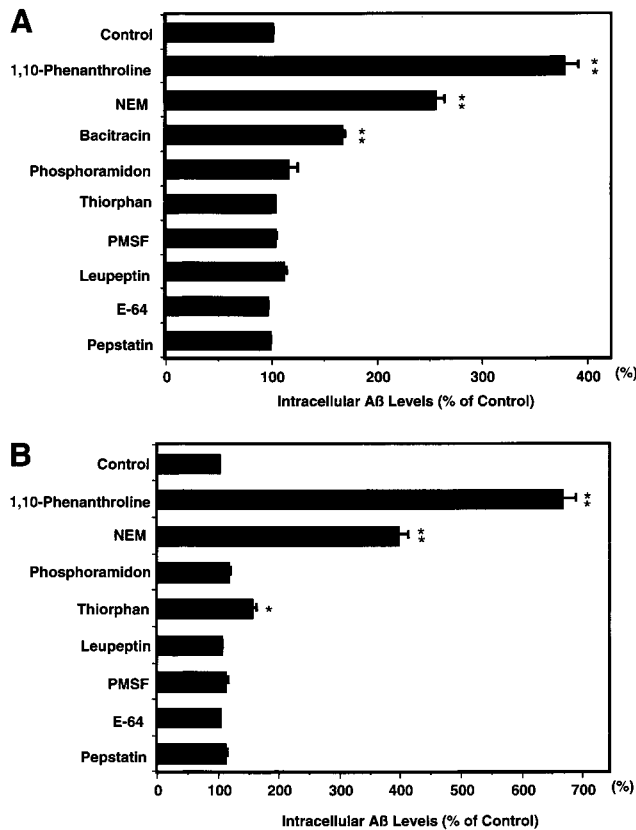 A
Control
1,10-Phenanthroline
**
NEM
**
Bacitracin
**
Phosphoramidon
Thiorphan
PMSF
Leupeptin
E-64
Pepstatin
0 100 200 300 400 (%)
Intracellular Aß Levels (% of Control)
B
Control
1,10-Phenanthroline
**
NEM
**
Phosphoramidon
Thiorphan
*
Leupeptin
PMSF
E-64
Pepstatin
0 100 200 300 400 500 600 700 (%)
Intracellular Aß Levels (% of Control)